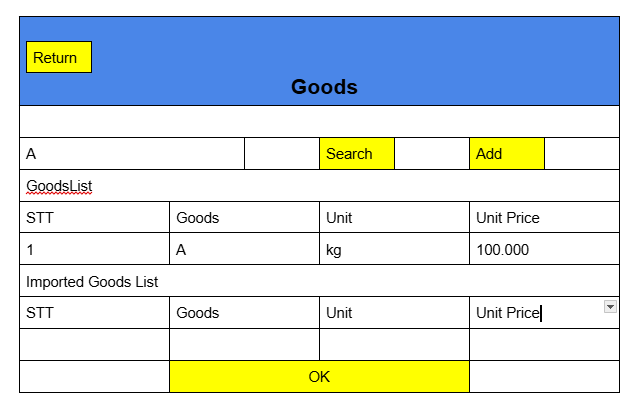 Return
Goods
A Search Add
GoodsList
STT Goods Unit Unit Price
1 A kg 100.000
Imported Goods List
STT Goods Unit Unit Price
OK